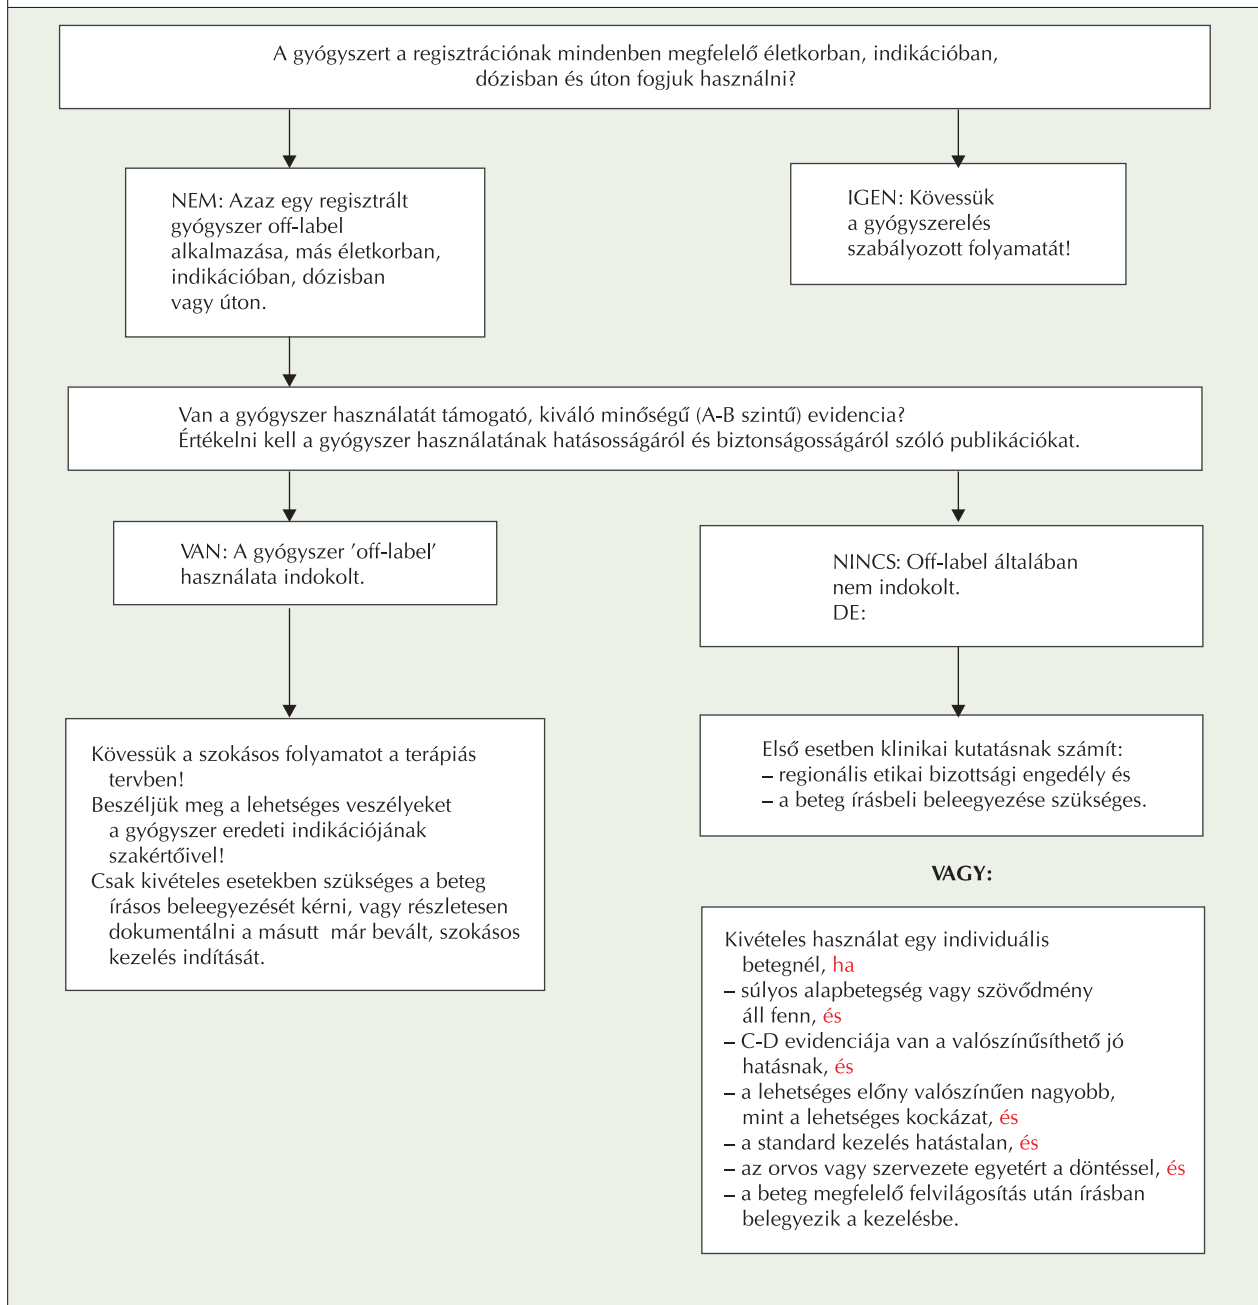 A gyógyszert a regisztrációnak mindenben megfelelő életkorban, indikációban,
dózisban és úton fogjuk használni?
NEM: Azaz egy regisztrált
gyógyszer off-label
alkalmazása, más életkorban,
indikációban, dózisban
vagy úton.
IGEN: Kövessük
a gyógyszerelés
szabályozott folyamatát!
Van a gyógyszer használatát támogató, kiváló minőségű (A-B szintű) evidencia?
Értékelni kell a gyógyszer használatának hatásosságáról és biztonságosságáról szóló publikációkat.
VAN: A gyógyszer ’off-label’
használata indokolt.
NINCS: Off-label általában
nem indokolt.
DE:
Kövessük a szokásos folyamatot a terápiás
tervben!
Beszéljük meg a lehetséges veszélyeket
a gyógyszer eredeti indikációjának
szakértőivel!
Csak kivételes esetekben szükséges a beteg
írásos beleegyezését kérni, vagy részletesen
dokumentálni a másutt már bevált, szokásos
kezelés indítását.
Első esetben klinikai kutatásnak számít:
– regionális etikai bizottsági engedély és
– a beteg írásbeli beleegyezése szükséges.
VAGY:
Kivételes használat egy individuális
betegnél, ha
– súlyos alapbetegség vagy szövődmény
áll fenn, és
– C-D evidenciája van a valószínűsíthető jó
hatásnak, és
– a lehetséges előny valószínűen nagyobb,
mint a lehetséges kockázat, és
– a standard kezelés hatástalan, és
– az orvos vagy szervezete egyetért a döntéssel, és
– a beteg megfelelő felvilágosítás után írásban
belegyezik a kezelésbe.